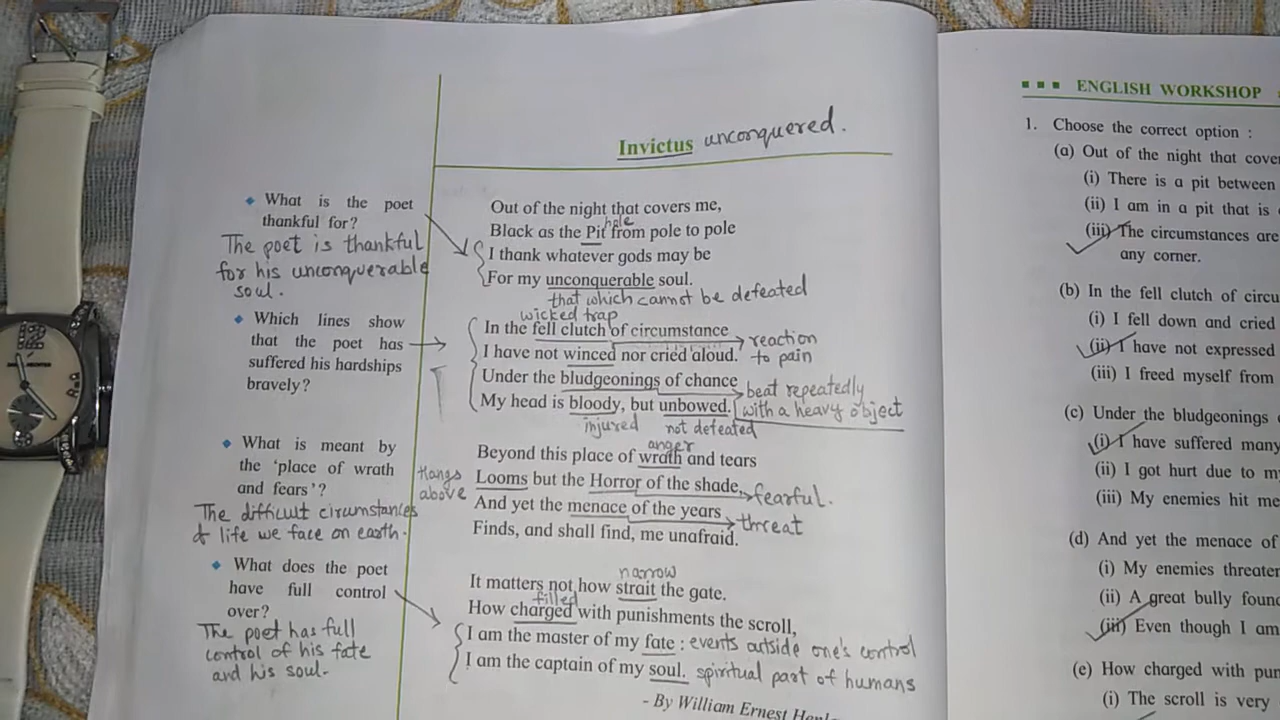 Invictus unconquered.
What is the poet
thankful for?
The poet is thankful
for his unconquerable
soul.
Which lines show
that the poet has
suffered his hardships
bravely?
What is meant by
the 'place of wrath
and fears'?
The difficult circumstances
of life we face on earth.
What does the poet
have full control
over?
The poet has full
control of his fate
and his soul.
Out of the night that covers me,
hole
Black as the Pit from pole to pole
I thank whatever gods may be
For my unconquerable soul.
that which cannot be defeated
wicked trap
In the fell clutch of circumstance
reaction
I have not winced nor cried aloud.
to pain
Under the bludgeonings of chance
beat repeatedly
My head is bloody, but unbowed.
with a heavy object
injured not defeated
anger
Beyond this place of wrath and tears
Hangs
above
Looms but the Horror of the shade,
fearful.
And yet the menace of the years
threat
Finds, and shall find, me unafraid.
narrow
It matters not how strait the gate,
filled
How charged with punishments the scroll,
I am the master of my fate : events outside one's control
I am the captain of my soul. spiritual part of humans
- By William Ernest
ENGLISH WORKSHOP
1. Choose the correct option :
(a) Out of the night that
(i) There is a pit between
(ii) I am in a pit that is
(iii) The circumstances are
any corner.
(b) In the fell clutch of
(i) I fell down and cried
(ii) I have not expressed
(iii) I freed myself from
(c) Under the bludgeonings
(i) I have suffered many
(ii) I got hurt due to
(iii) My enemies hit me
(d) And yet the menace of
(i) My enemies
(ii) A great bully
(iii) Even though I am
(e) How charged with
(i) The scroll is very